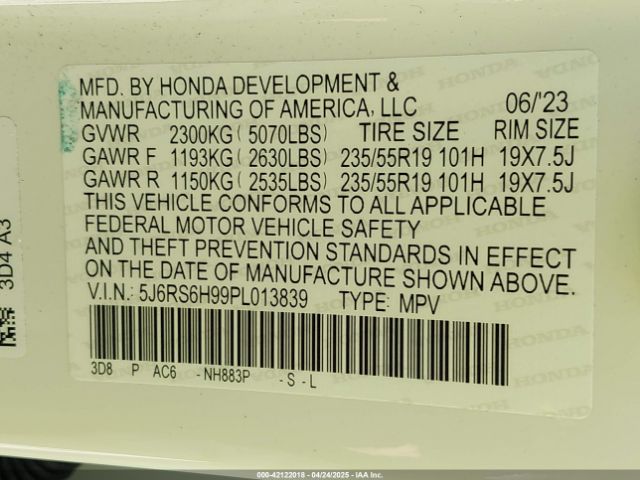 MFD. BY HONDA DEVELOPMENT &
MANUFACTURING OF AMERICA, LLC 06/'23
GVWR 2300KG ( 5070LBS) TIRE SIZE RIM SIZE
GAWR F 1193KG ( 2630LBS) 235/55R19 101H 19X7.5J
GAWR R 1150KG ( 2535LBS) 235/55R19 101H 19X7.5J
THIS VEHICLE CONFORMS TO ALL APPLICABLE
FEDERAL MOTOR VEHICLE SAFETY
AND THEFT PREVENTION STANDARDS IN EFFECT
ON THE DATE OF MANUFACTURE SHOWN ABOVE.
V.I.N.: 5J6RS6H99PL013839 TYPE: MPV
3D8 P AC6 -NH883P -S-L
3D4 A3
000-42122018 - 04/24/2025 - IAA Inc.